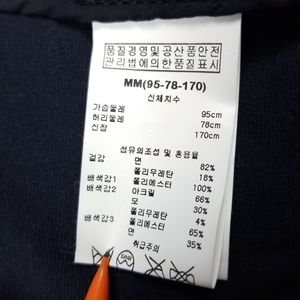 품질경영및공산품안전
관리법에의한품질표시
MM(95-78-170)
신체치수
가슴둘레 95cm
허리둘레 78cm
신장 170cm
섬유의조성 및 혼용율
겉감 면 82%
폴리우레탄 18%
배색감1 폴리에스터 100%
배색감2 아크릴 66%
모 30%
폴리우레탄 4%
배색감3 폴리에스터 65%
면 35%
취급주의